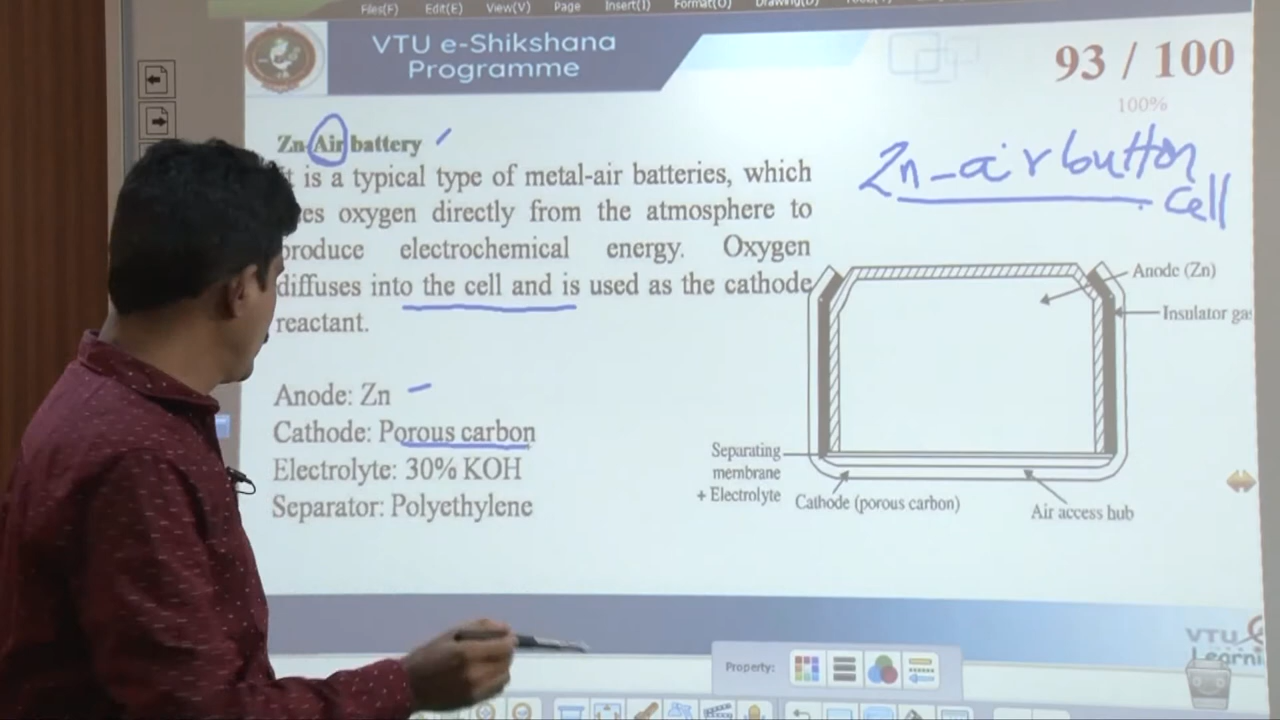 Files(F) Edit(E) View(V) Page Insert(I) Format(O) Drawing(D)
VTU e-Shikshana
Programme
93 / 100
100%
Zn-Air battery
is a typical type of metal-air batteries, which
oxygen directly from the atmosphere to
produce electrochemical energy. Oxygen
diffuses into the cell and is used as the cathode
reactant.
Anode: Zn
Cathode: Porous carbon
Electrolyte: 30% KOH
Separator: Polyethylene
Zn-air button
cell
Anode (Zn)
Insulator gas
Separating
membrane
+ Electrolyte
Cathode (porous carbon)
Air access hub
VTU
Learni
Property: